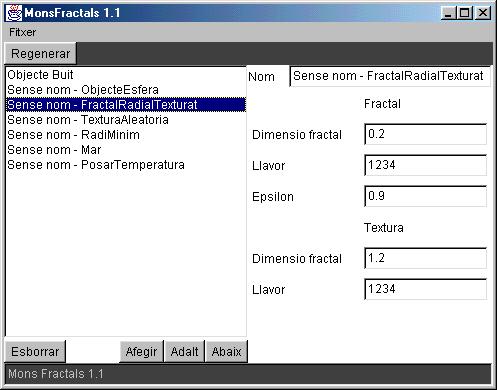 MonsFractals 1.1
Fitxer
Regenerar
Objecte Buit
Sense nom - ObjecteEsfera
Sense nom - FractalRadialTexturat
Sense nom - TexturaAleatoria
Sense nom - RadiMinim
Sense nom - Mar
Sense nom - PosarTemperatura
Nom Sense nom - FractalRadialTexturat
Fractal
Dimensio fractal 0.2
Llavor 1234
Epsilon 0.9
Textura
Dimensio fractal 1.2
Llavor 1234
Esborrar Afegir Adalt Abaix
Mons Fractals 1.1